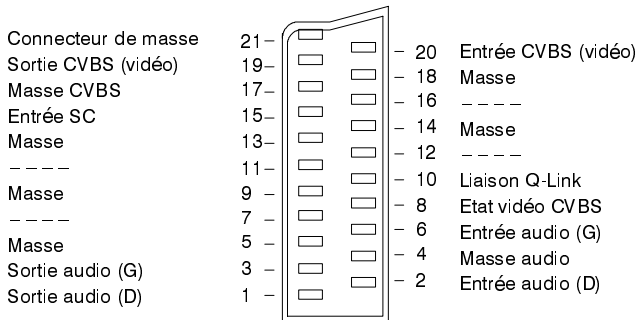 Connecteur de masse 21
Sortie CVBS (vidéo) 19
Masse CVBS 17
Entrée SC 15
Masse 13
---- 11
Masse 9
---- 7
Masse 5
Sortie audio (G) 3
Sortie audio (D) 1
20 Entrée CVBS (vidéo)
18 Masse
16 ----
14 Masse
12 ----
10 Liaison Q-Link
8 Etat vidéo CVBS
6 Entrée audio (G)
4 Masse audio
2 Entrée audio (D)